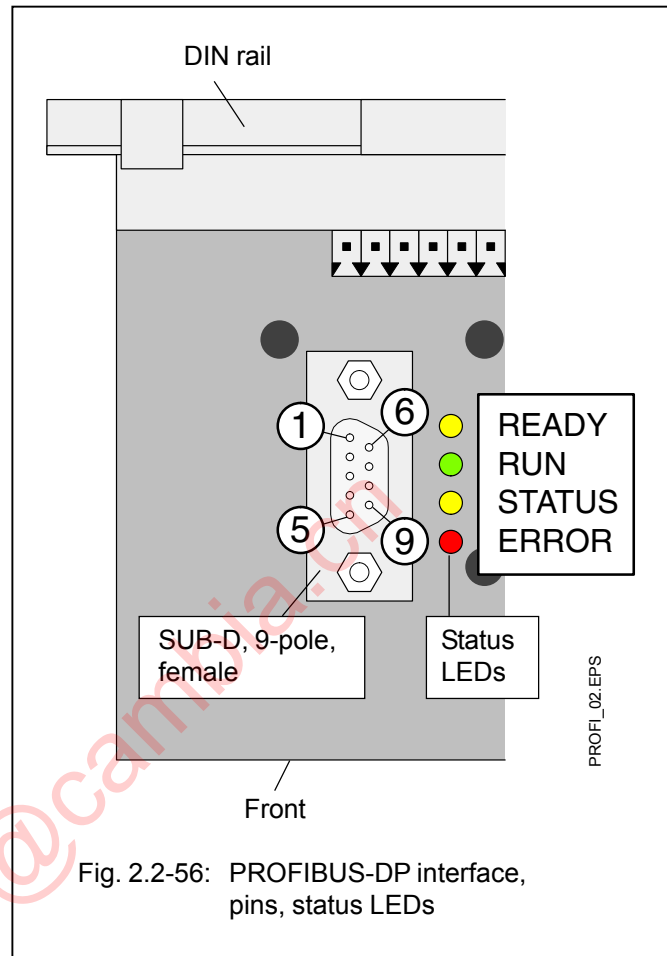 DIN rail
1
6
READY
RUN
STATUS
ERROR
5
9
SUB-D, 9-pole,
female
Status
LEDs
PROFI_02.EPS
Front
Fig. 2.2-56: PROFIBUS-DP interface,
pins, status LEDs
@cambia.cn